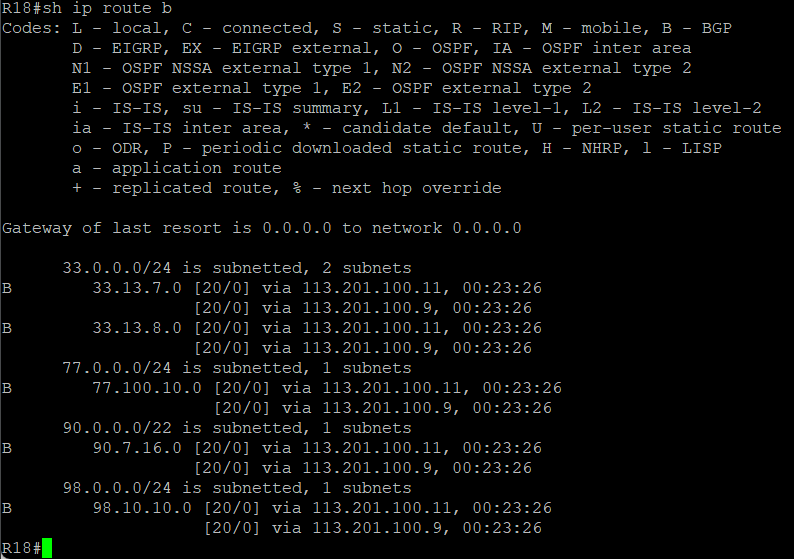 R18#sh ip route b
Codes: L - local, C - connected, S - static, R - RIP, M - mobile, B - BGP
       D - EIGRP, EX - EIGRP external, O - OSPF, IA - OSPF inter area
       N1 - OSPF NSSA external type 1, N2 - OSPF NSSA external type 2
       E1 - OSPF external type 1, E2 - OSPF external type 2
       i - IS-IS, su - IS-IS summary, L1 - IS-IS level-1, L2 - IS-IS level-2
       ia - IS-IS inter area, * - candidate default, U - per-user static route
       o - ODR, P - periodic downloaded static route, H - NHRP, l - LISP
       a - application route
       + - replicated route, % - next hop override

Gateway of last resort is 0.0.0.0 to network 0.0.0.0

      33.0.0.0/24 is subnetted, 2 subnets
B        33.13.7.0 [20/0] via 113.201.100.11, 00:23:26
                   [20/0] via 113.201.100.9, 00:23:26
B        33.13.8.0 [20/0] via 113.201.100.11, 00:23:26
                   [20/0] via 113.201.100.9, 00:23:26
      77.0.0.0/24 is subnetted, 1 subnets
B        77.100.10.0 [20/0] via 113.201.100.11, 00:23:26
                     [20/0] via 113.201.100.9, 00:23:26
      90.0.0.0/22 is subnetted, 1 subnets
B        90.7.16.0 [20/0] via 113.201.100.11, 00:23:26
                   [20/0] via 113.201.100.9, 00:23:26
      98.0.0.0/24 is subnetted, 1 subnets
B        98.10.10.0 [20/0] via 113.201.100.11, 00:23:26
                    [20/0] via 113.201.100.9, 00:23:26
R18#